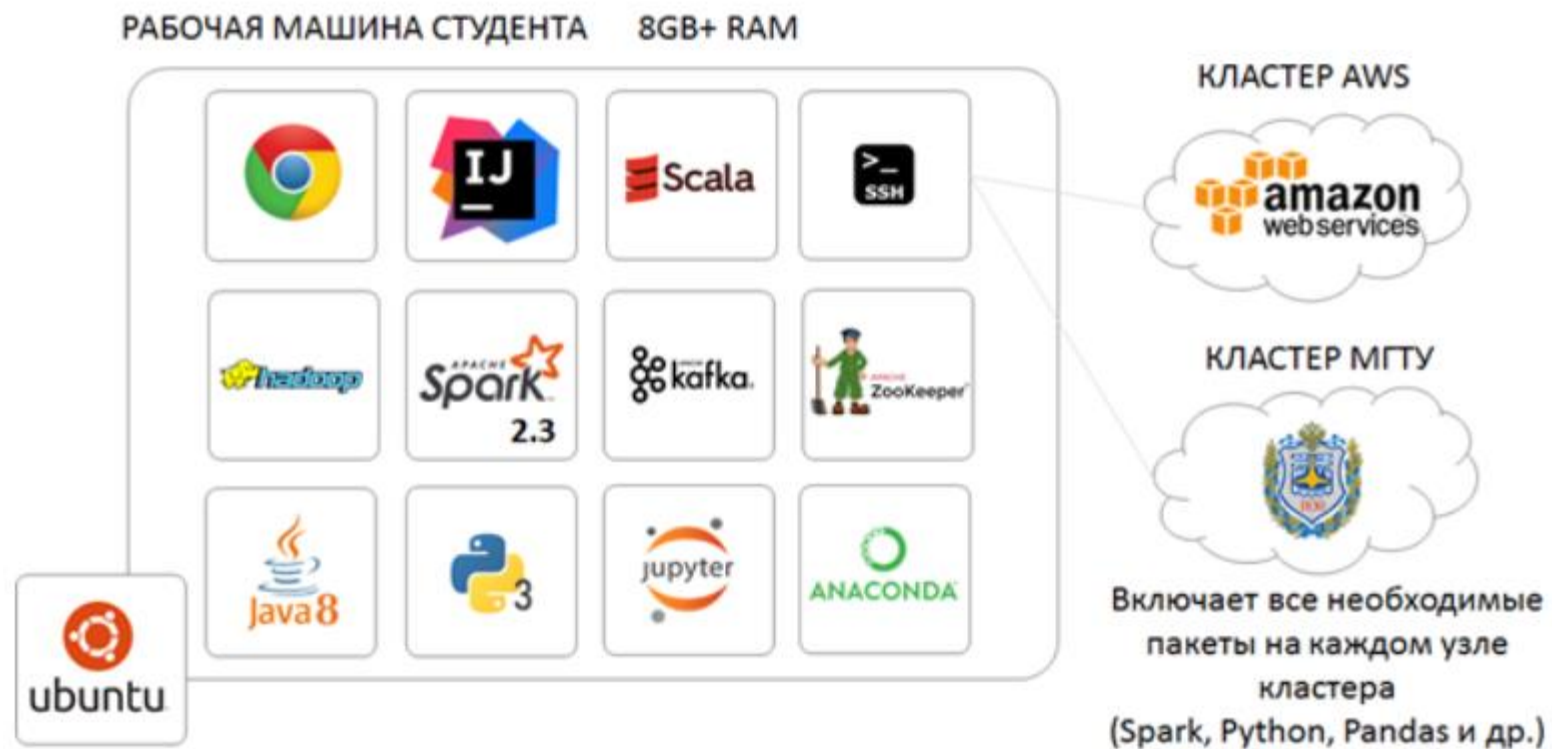 РАБОЧАЯ МАШИНА СТУДЕНТА 8GB+ RAM
КЛАСТЕР AWS
IJ
Scala
>_
SSH
amazon
web services
hadoop
APACHE
Spark
2.3
kafka
APACHE
ZooKeeper
КЛАСТЕР МГТУ
Java 8
3
jupyter
ANACONDA
ubuntu
Включает все необходимые
пакеты на каждом узле
кластера
(Spark, Python, Pandas и др.)